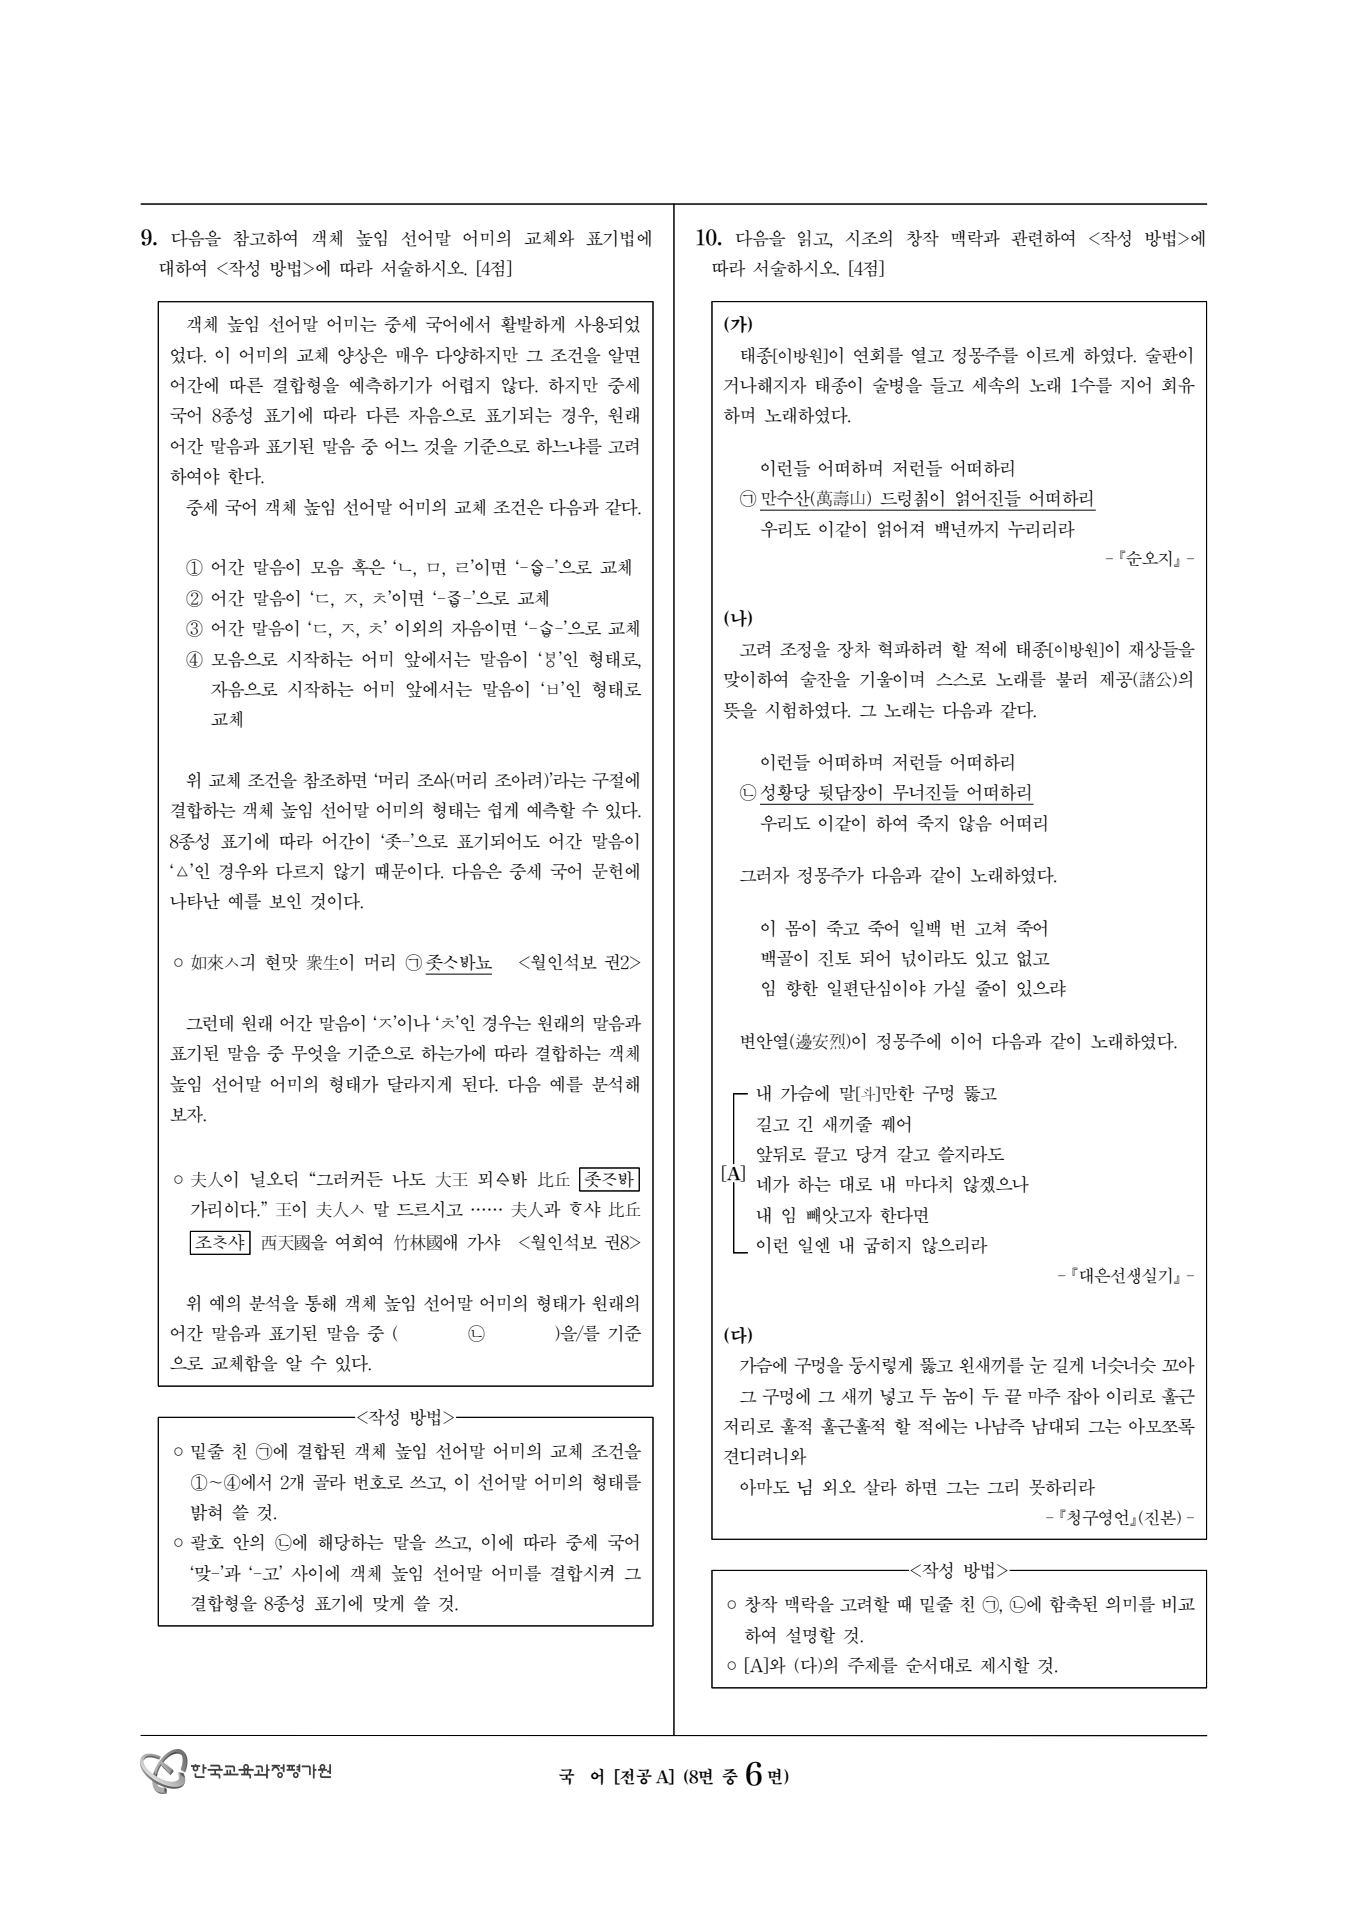 9. 다음을 참고하여 객체 높임 선어말 어미의 교체와 표기법에
대하여 <작성 방법>에 따라 서술하시오. [4점]
객체 높임 선어말 어미는 중세 국어에서 활발하게 사용되었
었다. 이 어미의 교체 양상은 매우 다양하지만 그 조건을 알면
어간에 따른 결합형을 예측하기가 어렵지 않다. 하지만 중세
국어 8종성 표기에 따라 다른 자음으로 표기되는 경우, 원래
어간 말음과 표기된 말음 중 어느 것을 기준으로 하느냐를 고려
하여야 한다.
중세 국어 객체 높임 선어말 어미의 교체 조건은 다음과 같다.
① 어간 말음이 모음 혹은 ‘ㄴ, ㅁ, ㄹ’이면 ‘-ᅀᆸ-’으로 교체
② 어간 말음이 ‘ㄷ, ㅈ, ㅊ’이면 ‘-ᄌᆸ-’으로 교체
③ 어간 말음이 ‘ㄷ, ㅈ, ㅊ’ 이외의 자음이면 ‘-ᄉᆸ-’으로 교체
④ 모음으로 시작하는 어미 앞에서는 말음이 ‘ㅸ’인 형태로,
자음으로 시작하는 어미 앞에서는 말음이 ‘ㅂ’인 형태로
교체
위 교체 조건을 참조하면 ‘머리 조ᅀᅡ(머리 조아려)’라는 구절에
결합하는 객체 높임 선어말 어미의 형태는 쉽게 예측할 수 있다.
8종성 표기에 따라 어간이 ‘좃-’으로 표기되어도 어간 말음이
‘ㅿ’인 경우와 다르지 않기 때문이다. 다음은 중세 국어 문헌에
나타난 예를 보인 것이다.
○ 如來ㅅ긔 현맛 衆生이 머리 ㉠ 좃ᄉᆞᄫᅡ뇨 <월인석보 권2>
그런데 원래 어간 말음이 ‘ㅈ’이나 ‘ㅊ’인 경우는 원래의 말음과
표기된 말음 중 무엇을 기준으로 하는가에 따라 결합하는 객체
높임 선어말 어미의 형태가 달라지게 된다. 다음 예를 분석해
보자.
○ 夫人이 닐오ᄃᆡ “그러커든 나도 大王 뫼ᅀᆞᄫᅡ 比丘 좃ᄌᆞᄫᅡ
가리이다.” 王이 夫人ㅅ 말 드르시고 …… 夫人과 ᄒᆞ샤 比丘
조ᄎᆞ샤 西天國을 여희여 竹林國애 가샤 <월인석보 권8>
위 예의 분석을 통해 객체 높임 선어말 어미의 형태가 원래의
어간 말음과 표기된 말음 중 ( ㉡ )을/를 기준
으로 교체함을 알 수 있다.
<작성 방법>
○ 밑줄 친 ㉠에 결합된 객체 높임 선어말 어미의 교체 조건을
①~④에서 2개 골라 번호로 쓰고, 이 선어말 어미의 형태를
밝혀 쓸 것.
○ 괄호 안의 ㉡에 해당하는 말을 쓰고, 이에 따라 중세 국어
‘맞-’과 ‘-고’ 사이에 객체 높임 선어말 어미를 결합시켜 그
결합형을 8종성 표기에 맞게 쓸 것.
10. 다음을 읽고, 시조의 창작 맥락과 관련하여 <작성 방법>에
따라 서술하시오. [4점]
(가)
태종[이방원]이 연회를 열고 정몽주를 이르게 하였다. 술판이
거나해지자 태종이 술병을 들고 세속의 노래 1수를 지어 회유
하며 노래하였다.
이런들 어떠하며 저런들 어떠하리
㉠ 만수산(萬壽山) 드렁칡이 얽어진들 어떠하리
우리도 이같이 얽어져 백년까지 누리리라
-『순오지』-
(나)
고려 조정을 장차 혁파하려 할 적에 태종[이방원]이 재상들을
맞이하여 술잔을 기울이며 스스로 노래를 불러 제공(諸公)의
뜻을 시험하였다. 그 노래는 다음과 같다.
이런들 어떠하며 저런들 어떠하리
㉡ 성황당 뒷담장이 무너진들 어떠하리
우리도 이같이 하여 죽지 않음 어떠리
그러자 정몽주가 다음과 같이 노래하였다.
이 몸이 죽고 죽어 일백 번 고쳐 죽어
백골이 진토 되어 넋이라도 있고 없고
임 향한 일편단심이야 가실 줄이 있으랴
변안열(邊安烈)이 정몽주에 이어 다음과 같이 노래하였다.
내 가슴에 말[斗]만한 구멍 뚫고
길고 긴 새끼줄 꿰어
앞뒤로 끌고 당겨 갈고 쓸지라도
[A]
네가 하는 대로 내 마다치 않겠으나
내 임 빼앗고자 한다면
이런 일엔 내 굽히지 않으리라
-『대은선생실기』-
(다)
가슴에 구멍을 둥시렇게 뚫고 왼새끼를 눈 길게 너슷너슷 꼬아
그 구멍에 그 새끼 넣고 두 놈이 두 끝 마주 잡아 이리로 훌근
저리로 훌적 훌근훌적 할 적에는 나남즉 남대되 그는 아모쪼록
견디려니와
아마도 님 외오 살라 하면 그는 그리 못하리라
-『청구영언』(진본)-
<작성 방법>
○ 창작 맥락을 고려할 때 밑줄 친 ㉠, ㉡에 함축된 의미를 비교
하여 설명할 것.
○ [A]와 (다)의 주제를 순서대로 제시할 것.
한국교육과정평가원
국 어 [전공 A] (8면 중 6 면)